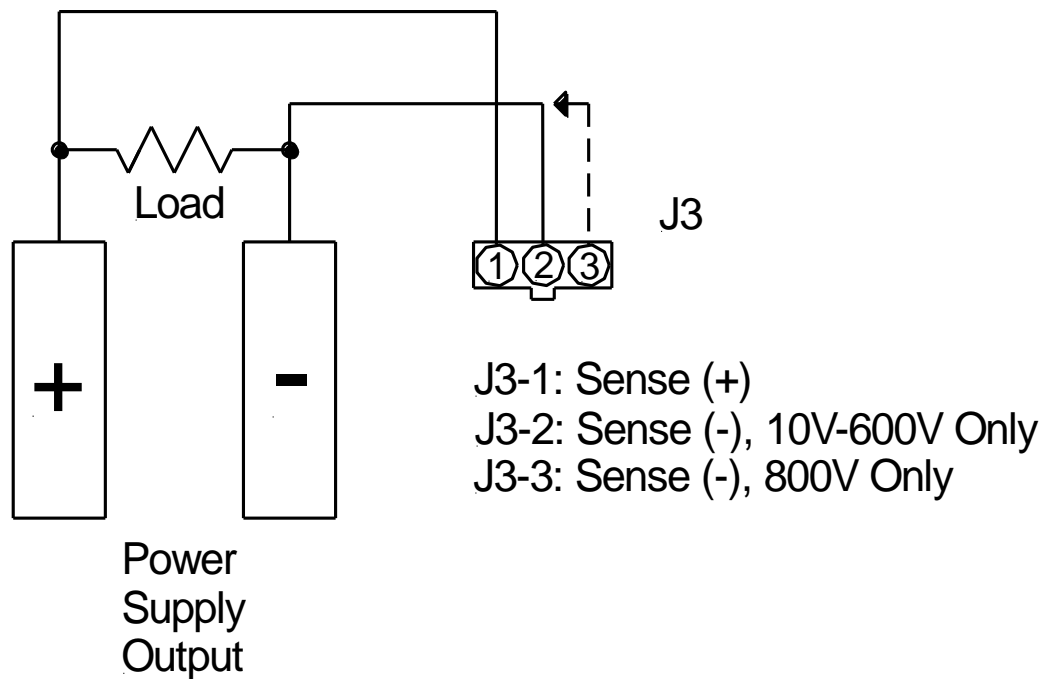 Load
J3
1 2 3
+
-
J3-1: Sense (+)
J3-2: Sense (-), 10V-600V Only
J3-3: Sense (-), 800V Only
Power
Supply
Output